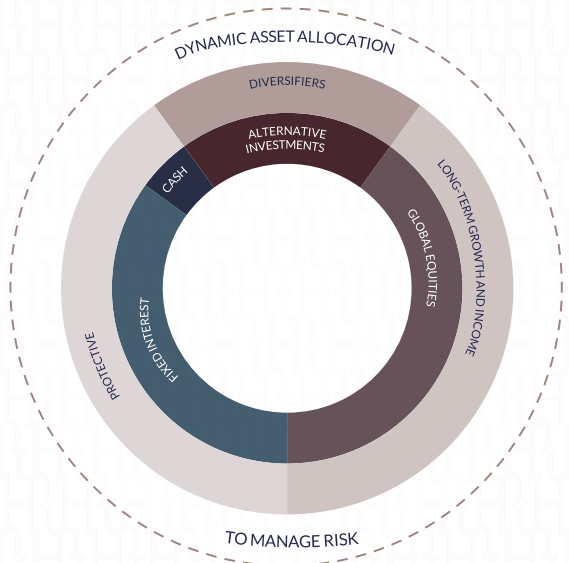 DYNAMIC ASSET ALLOCATION
DIVERSIFIERS
ALTERNATIVE
INVESTMENTS
CASH
LONG-TERM GROWTH AND INCOME
GLOBAL EQUITIES
FIXED INTEREST
PROTECTIVE
TO MANAGE RISK